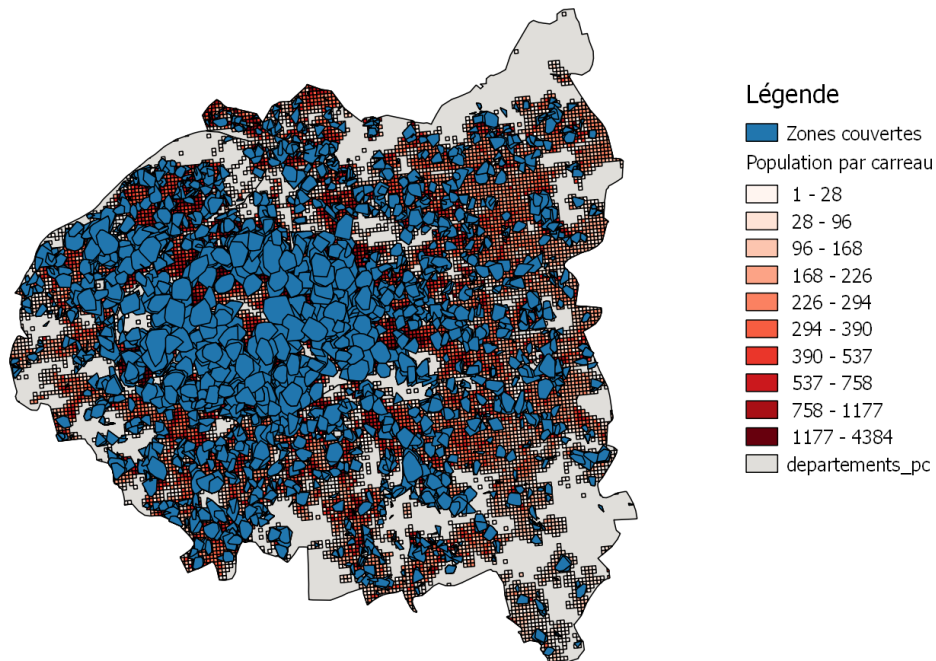 Légende
Zones couvertes
Population par carreau
1 - 28
28 - 96
96 - 168
168 - 226
226 - 294
294 - 390
390 - 537
537 - 758
758 - 1177
1177 - 4384
departements_pc